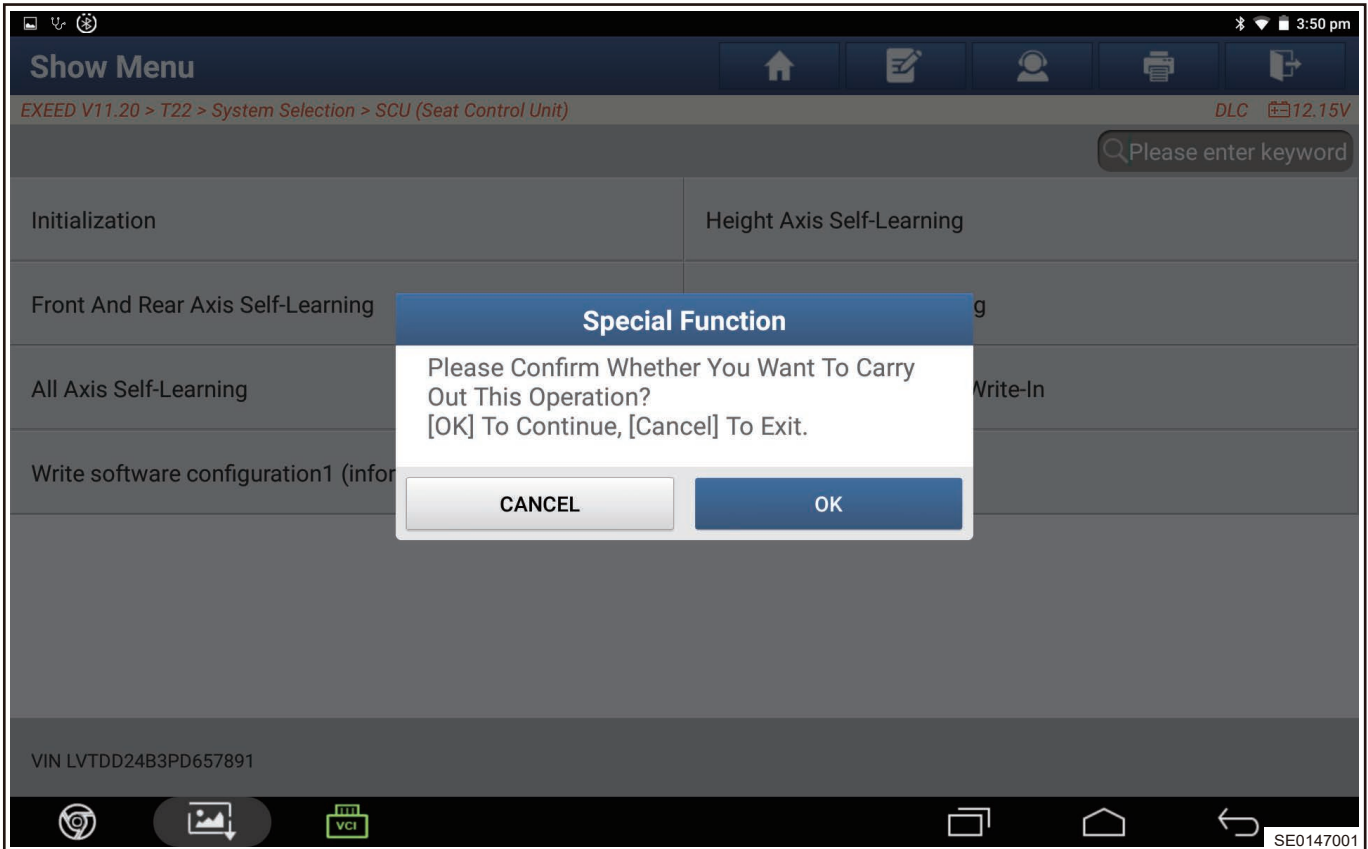 3:50 pm
Show Menu
EXEED V11.20 > T22 > System Selection > SCU (Seat Control Unit)
DLC 12.15V
Please enter keyword
Initialization
Height Axis Self-Learning
Front And Rear Axis Self-Learning
g
Special Function
Please Confirm Whether You Want To Carry
Out This Operation?
[OK] To Continue, [Cancel] To Exit.
All Axis Self-Learning
Write-In
Write software configuration1 (infor
CANCEL
OK
VIN LVTDD24B3PD657891
VCI
SE0147001